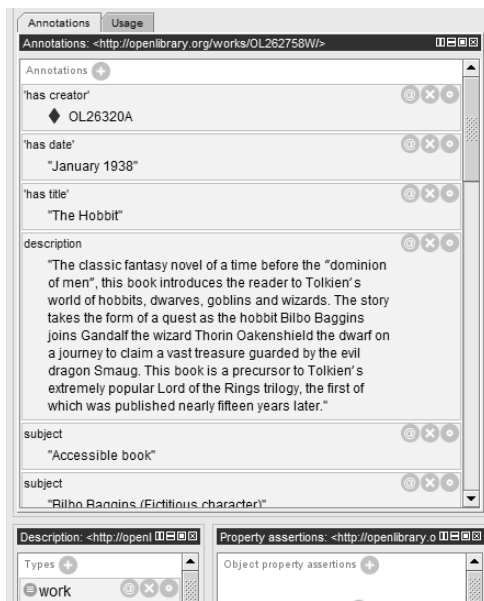 Annotations Usage
Annotations: <http://openlibrary.org/works/OL262758W/>
Annotations
'has creator'
OL26320A
'has date'
"January 1938"
'has title'
"The Hobbit"
description
"The classic fantasy novel of a time before the “dominion
of men”, this book introduces the reader to Tolkien’s
world of hobbits, dwarves, goblins and wizards. The story
takes the form of a quest as the hobbit Bilbo Baggins
joins Gandalf the wizard Thorin Oakenshield the dwarf on
a journey to claim a vast treasure guarded by the evil
dragon Smaug. This book is a precursor to Tolkien’s
extremely popular Lord of the Rings trilogy, the first of
which was published nearly fifteen years later."
subject
"Accessible book"
subject
"Bilbo Baggins (Fictitious character)"
Description: <http://openl
Types
work
Property assertions: <http://openlibrary.o
Object property assertions